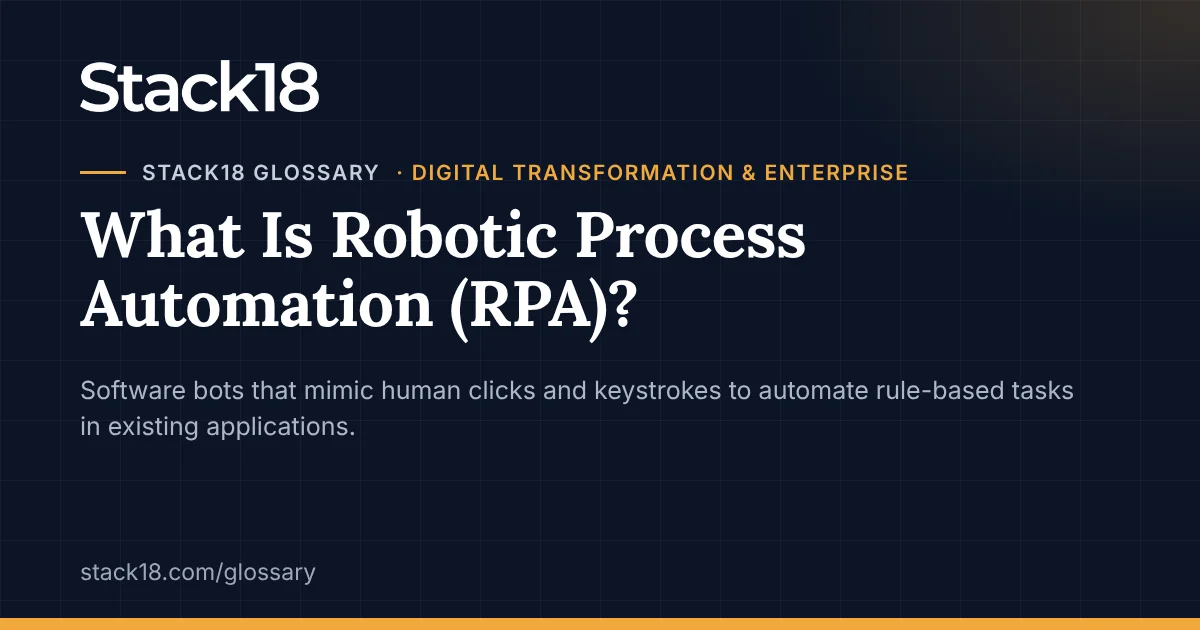 Stack18
STACK18 GLOSSARY · DIGITAL TRANSFORMATION & ENTERPRISE
What Is Robotic Process
Automation (RPA)?
Software bots that mimic human clicks and keystrokes to automate rule-based tasks
in existing applications.
stack18.com/glossary